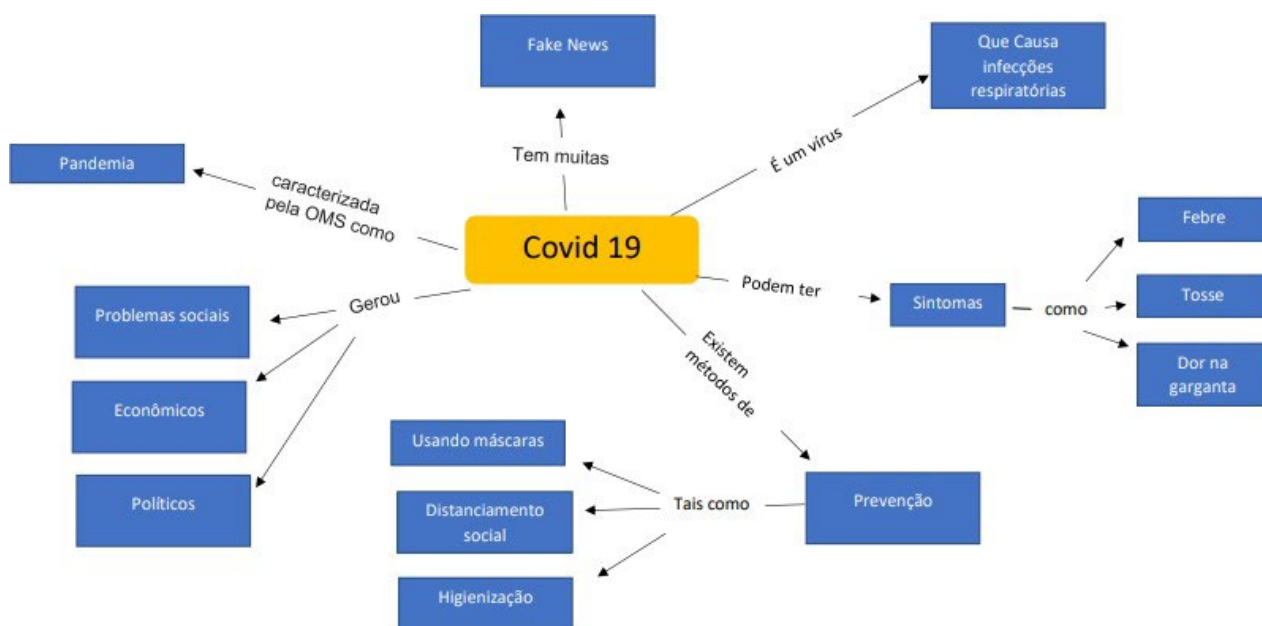 Fake News
Que Causa
infecções
respiratórias
Tem muitas
É um vírus
Pandemia
caracterizada
pela OMS como
Covid 19
Febre
Podem ter
Sintomas
como
Tosse
Dor na
garganta
Gerou
Problemas sociais
Econômicos
Políticos
Existem
métodos de
Prevenção
Tais como
Usando máscaras
Distanciamento
social
Higienização